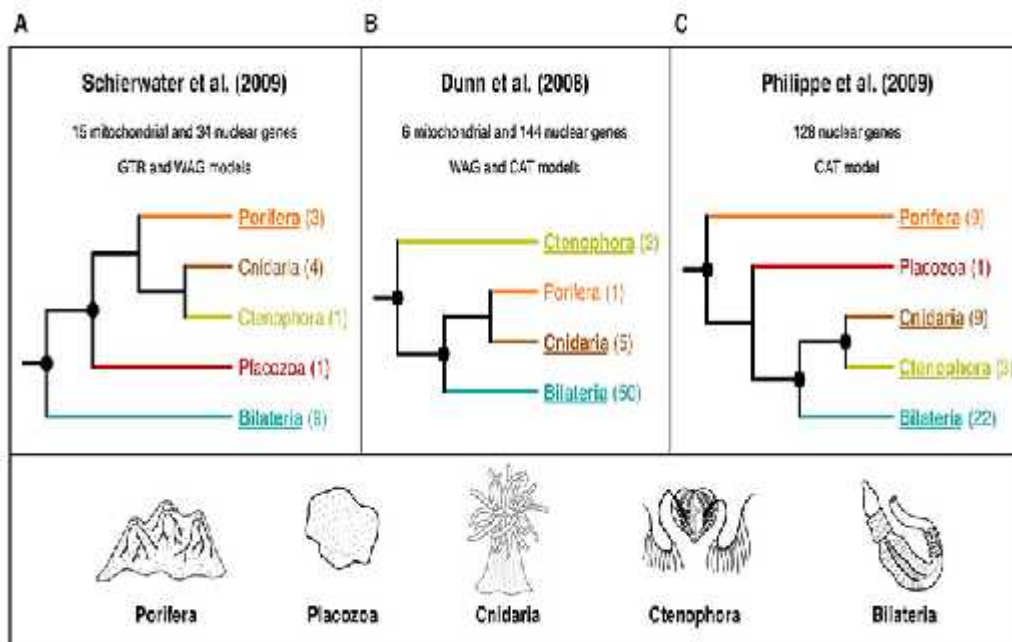 A
B
C
Schierwater et al. (2009)
15 mitochondrial and 34 nuclear genes
GTR and WAG models
Porifera (3)
Cnidaria (4)
Ctenophora (1)
Placozoa (1)
Bilateria (8)
Dunn et al. (2008)
6 mitochondrial and 144 nuclear genes
WAG and CAT models
Ctenophora (2)
Porifera (1)
Cnidaria (5)
Bilateria (50)
Philippe et al. (2009)
128 nuclear genes
CAT model
Porifera (9)
Placozoa (1)
Cnidaria (9)
Ctenophora (3)
Bilateria (22)
Porifera
Placozoa
Cnidaria
Ctenophora
Bilateria